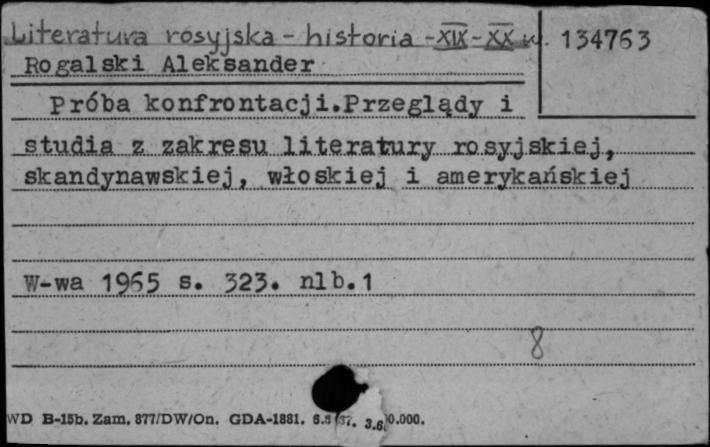 Literatura rosyjska - historia - XIX - XX w. 134763
Rogalski Aleksander
Próba konfrontacji.Przeglądy i
studia z zakresu literatury rosyjskiej,
skandynawskiej, włoskiej i amerykańskiej
W-wa 1965 s. 323. nlb.1
8
WD B-15b. Zam. 877/DW/On. GDA-1881.